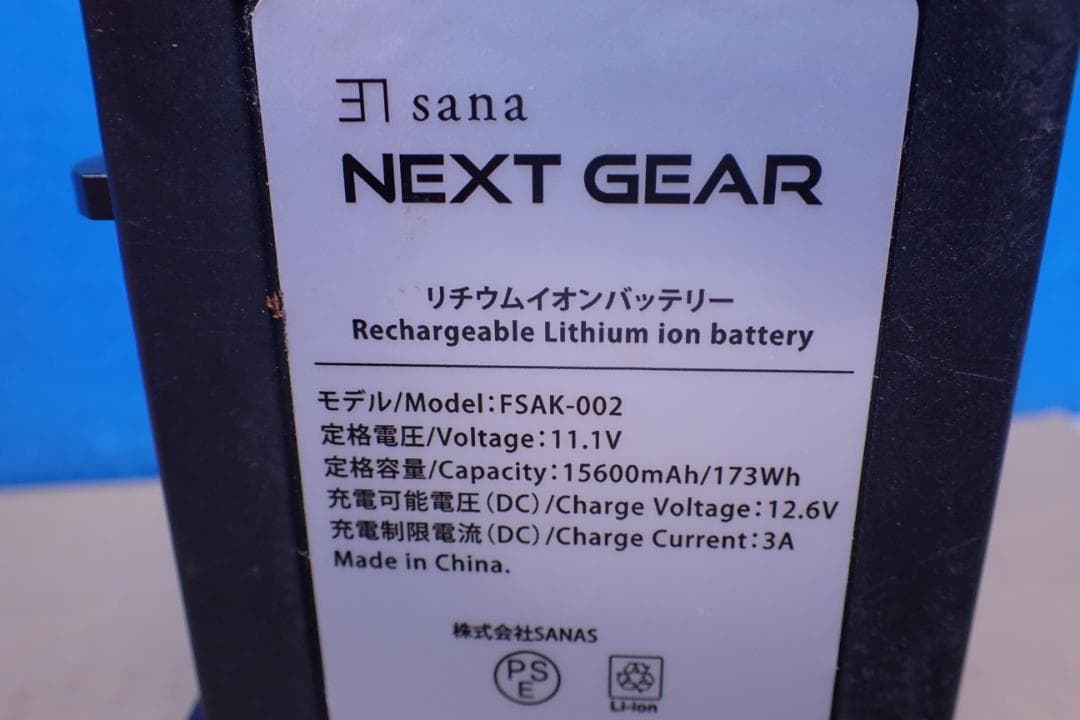 sana
NEXT GEAR
リチウムイオンバッテリー
Rechargeable Lithium ion battery
モデル/Model:FSAK-002
定格電圧/Voltage:11.1V
定格容量/Capacity:15600mAh/173Wh
充電可能電圧(DC)/Charge Voltage:12.6V
充電制限電流(DC)/Charge Current:3A
Made in China.
株式会社SANAS
PS
E
Li-ion